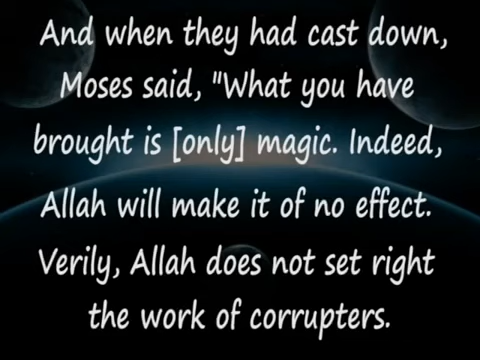 And when they had cast down,
Moses said, "What you have
brought is [only] magic. Indeed,
Allah will make it of no effect.
Verily, Allah does not set right
the work of corrupters.